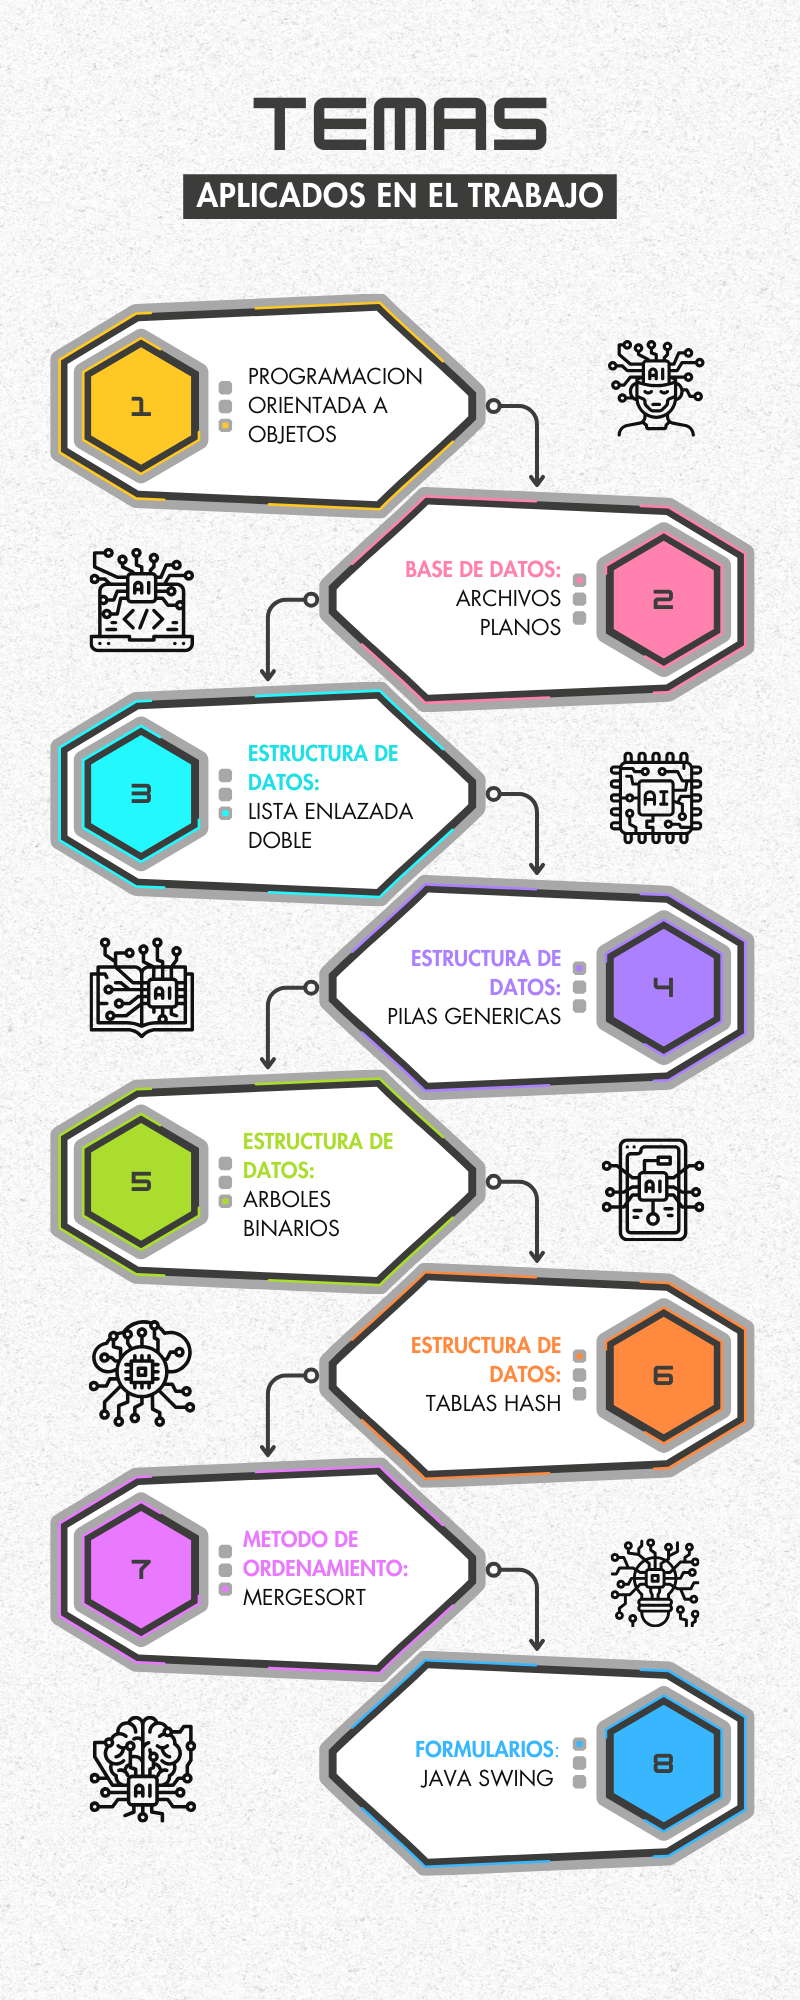 TEMAS
APLICADOS EN EL TRABAJO
1
PROGRAMACION
ORIENTADA A
OBJETOS
AI
2
BASE DE DATOS:
ARCHIVOS
PLANOS
AI
</>
3
ESTRUCTURA DE
DATOS:
LISTA ENLAZADA
DOBLE
AI
4
ESTRUCTURA DE
DATOS:
PILAS GENERICAS
AI
5
ESTRUCTURA DE
DATOS:
ARBOLES
BINARIOS
AI
6
ESTRUCTURA DE
DATOS:
TABLAS HASH
7
METODO DE
ORDENAMIENTO:
MERGESORT
8
FORMULARIOS:
JAVA SWING
AI